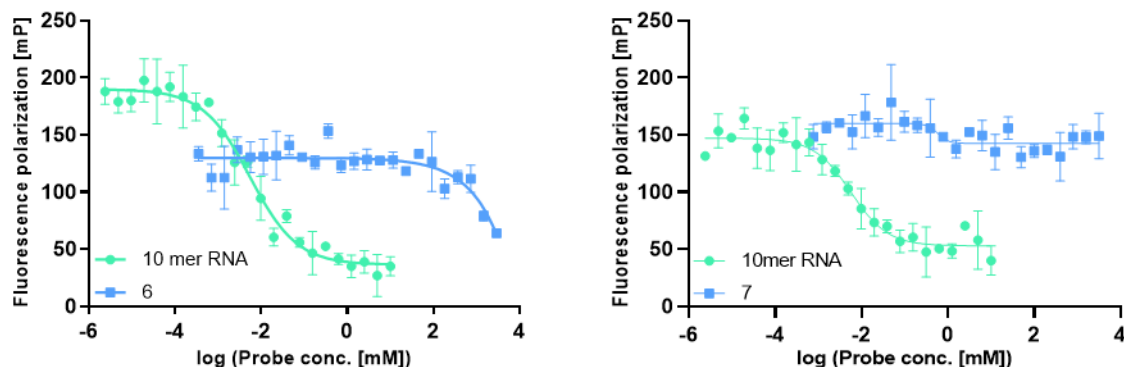 Fluorescence polarization [mP]
250
200
150
100
50
0
10 mer RNA
6
-6 -4 -2 0 2 4
log (Probe conc. [mM])
Fluorescence polarization [mP]
250
200
150
100
50
0
10mer RNA
7
-6 -4 -2 0 2 4
log (Probe conc. [mM])